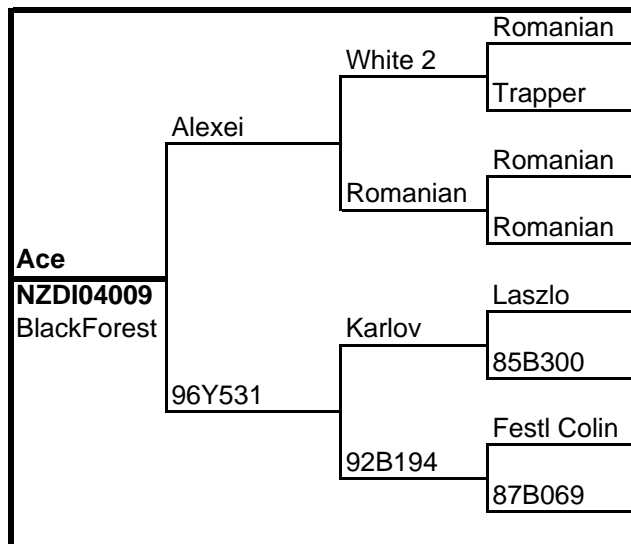 Romanian
White 2
Trapper
Alexei
Romanian
Romanian
Romanian
Ace
NZDI04009
BlackForest
Laszlo
Karlov
85B300
96Y531
Festl Colin
92B194
87B069